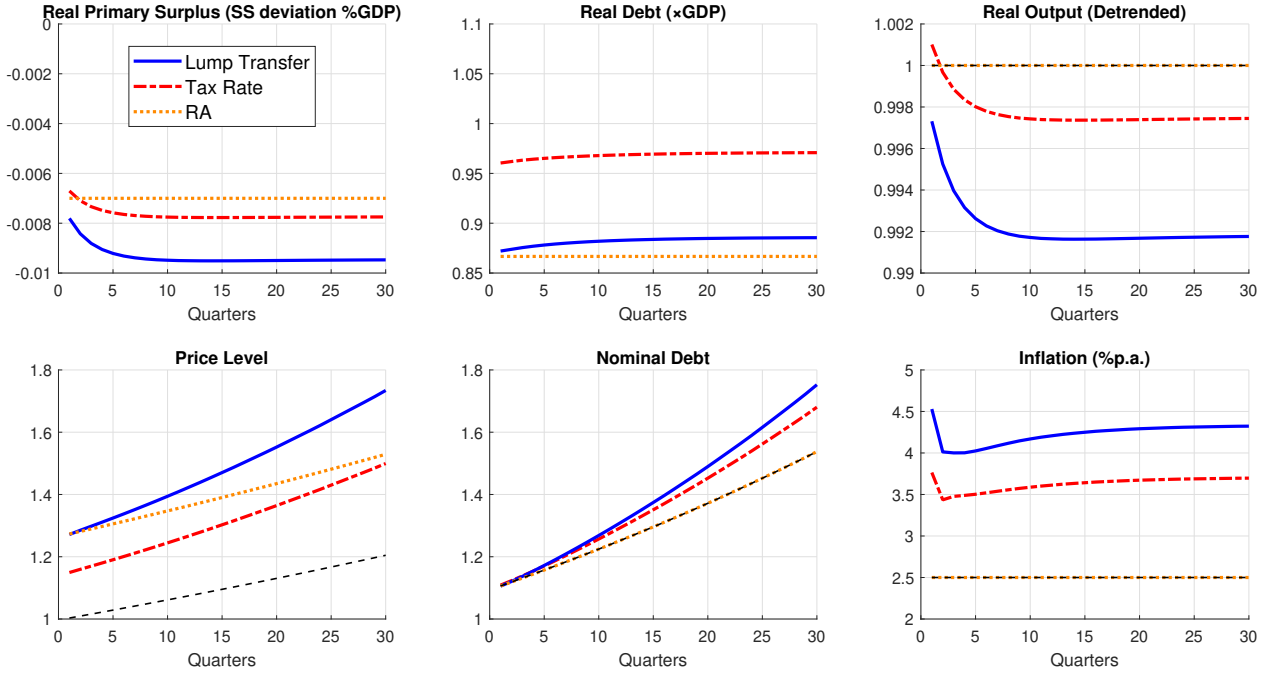 Real Primary Surplus (SS deviation %GDP)
0
-0.002
-0.004
-0.006
-0.008
-0.01
0 5 10 15 20 25 30
Quarters
Lump Transfer
Tax Rate
RA
Real Debt (×GDP)
1.1
1.05
1
0.95
0.9
0.85
0 5 10 15 20 25 30
Quarters
Real Output (Detrended)
1.002
1
0.998
0.996
0.994
0.992
0.99
0 5 10 15 20 25 30
Quarters
Price Level
1.8
1.6
1.4
1.2
1
0 5 10 15 20 25 30
Quarters
Nominal Debt
1.8
1.6
1.4
1.2
1
0 5 10 15 20 25 30
Quarters
Inflation (%p.a.)
5
4.5
4
3.5
3
2.5
2
0 5 10 15 20 25 30
Quarters